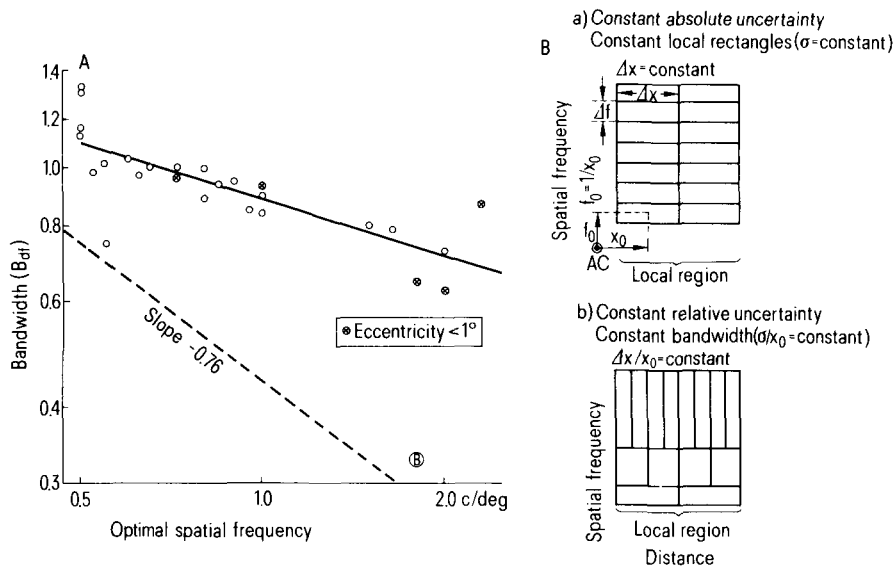 A
1.4
1.2
1.0
0.8
0.6
0.4
0.3
Bandwidth (B_df)
Slope -0.76
⊗ Eccentricity <1°
B
0.5
1.0
2.0 c/deg
Optimal spatial frequency
a) Constant absolute uncertainty
Constant local rectangles (σ=constant)
B
Δx = constant
Δx
Δf
Spatial frequency
f₀ = 1/x₀
f₀
x₀
AC
Local region
b) Constant relative uncertainty
Constant bandwidth (σ/x₀ = constant)
Δx/x₀ = constant
Spatial frequency
Local region
Distance